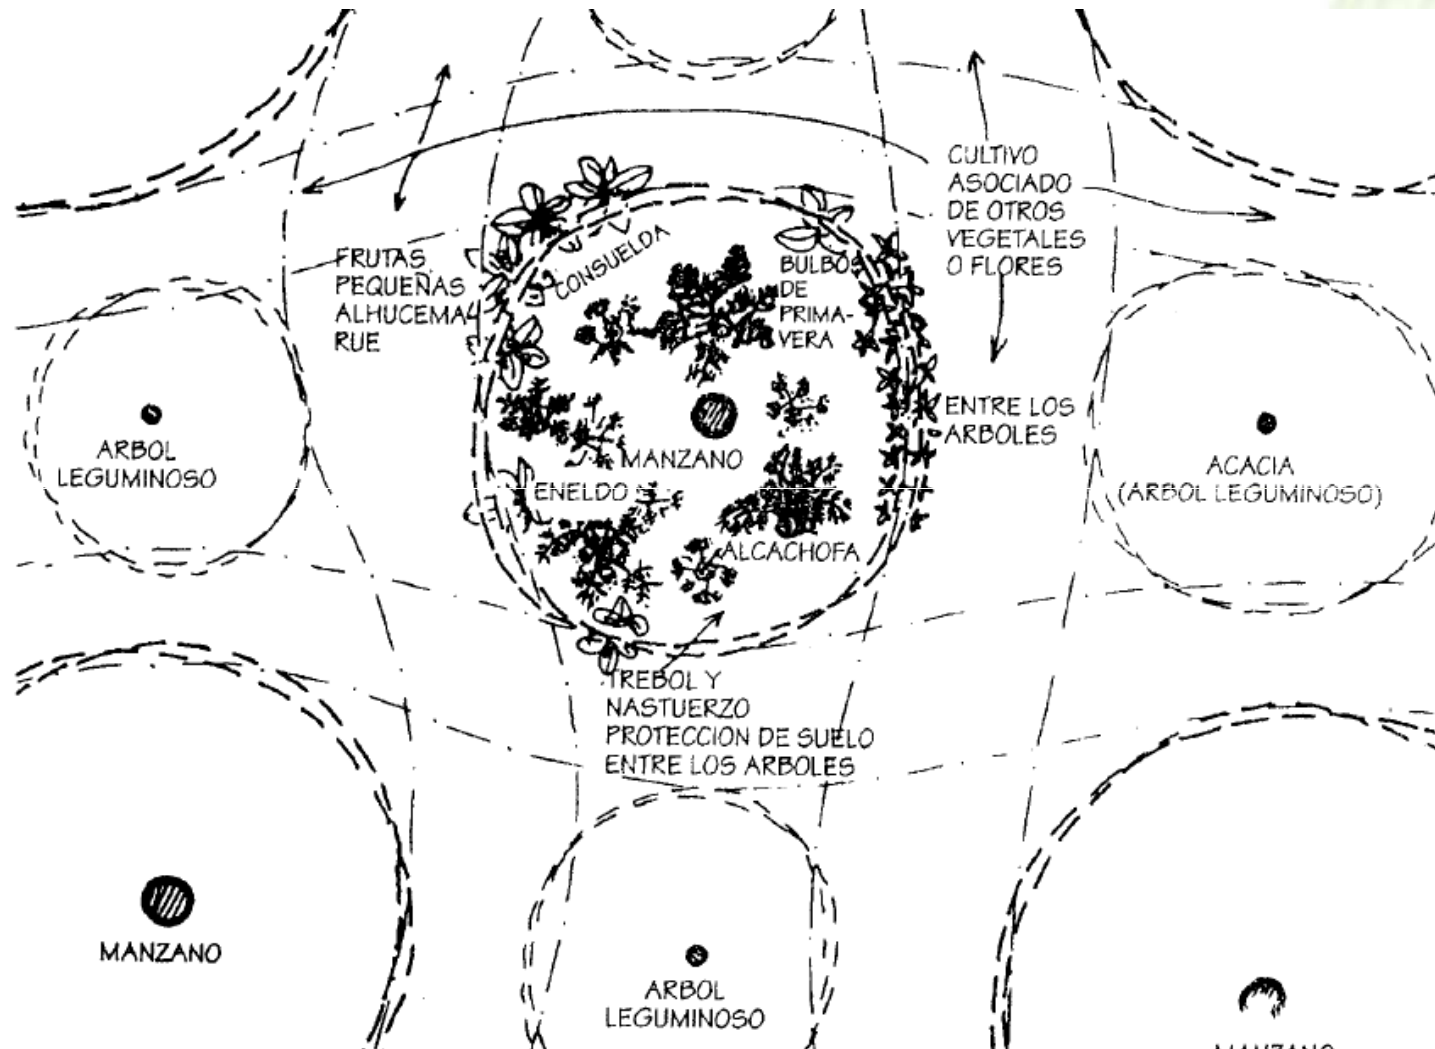 CULTIVO
ASOCIADO
DE OTROS
VEGETALES
O FLORES
CONSUELDA
FRUTAS
PEQUEÑAS
ALHUCEMA
RUE
BULBOS
DE
PRIMA-
VERA
ENTRE LOS
ARBOLES
ARBOL
LEGUMINOSO
MANZANO
ACACIA
(ARBOL LEGUMINOSO)
ENELDO
ALCACHOFA
TREBOL Y
NASTUERZO
PROTECCION DE SUELO
ENTRE LOS ARBOLES
MANZANO
ARBOL
LEGUMINOSO
MANZANO